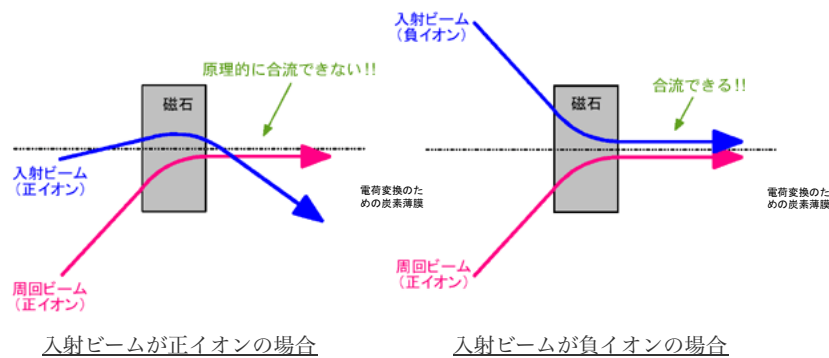 原理的に合流できない!!
磁石
入射ビーム
(正イオン)
電荷変換のた
めの炭素薄膜
周回ビーム
(正イオン)
入射ビームが正イオンの場合
入射ビーム
(負イオン)
合流できる!!
磁石
電荷変換のた
めの炭素薄膜
周回ビーム
(正イオン)
入射ビームが負イオンの場合